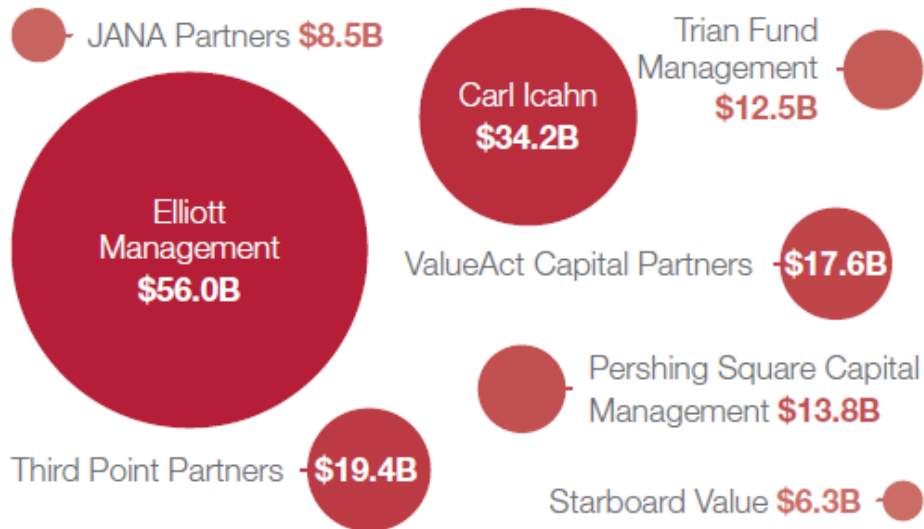 JANA Partners $8.5B
Carl Icahn
$34.2B
Trian Fund
Management
$12.5B
Elliott
Management
$56.0B
ValueAct Capital Partners $17.6B
Pershing Square Capital
Management $13.8B
Third Point Partners $19.4B
Starboard Value $6.3B